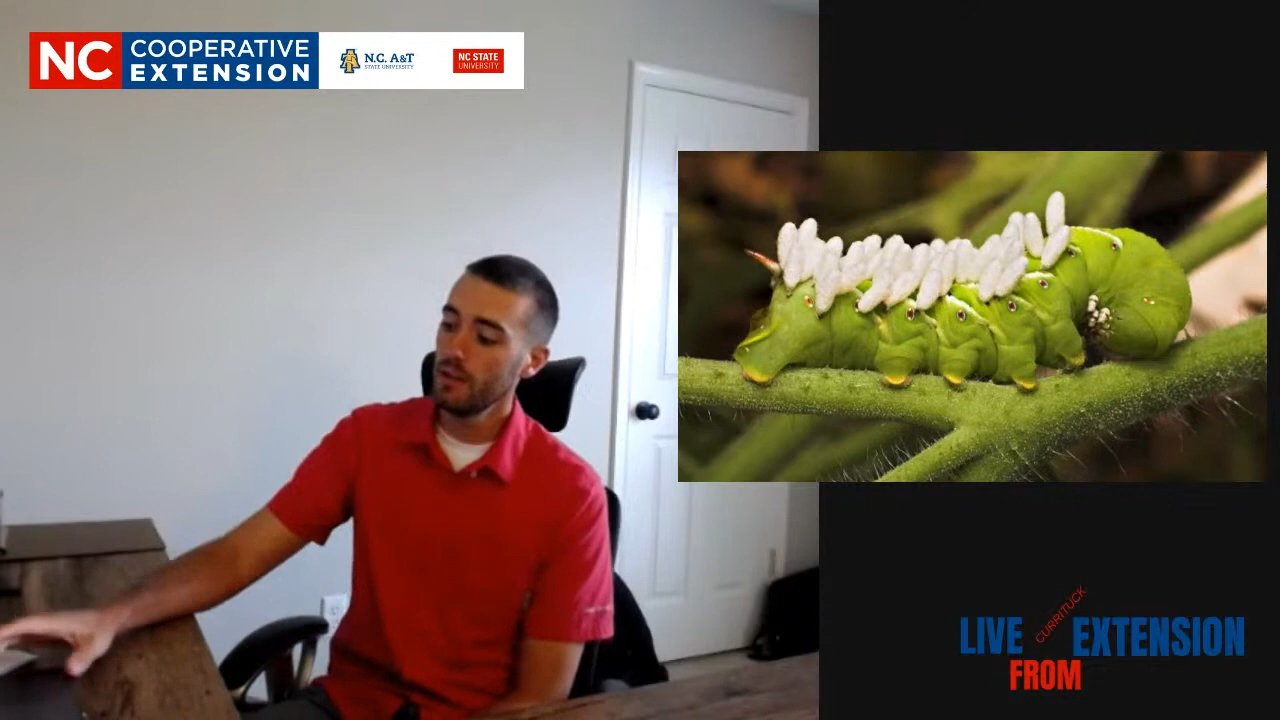 NC COOPERATIVE
EXTENSION
N.C. A&T
STATE UNIVERSITY
NC STATE
UNIVERSITY
LIVE CURRITUCK EXTENSION
FROM